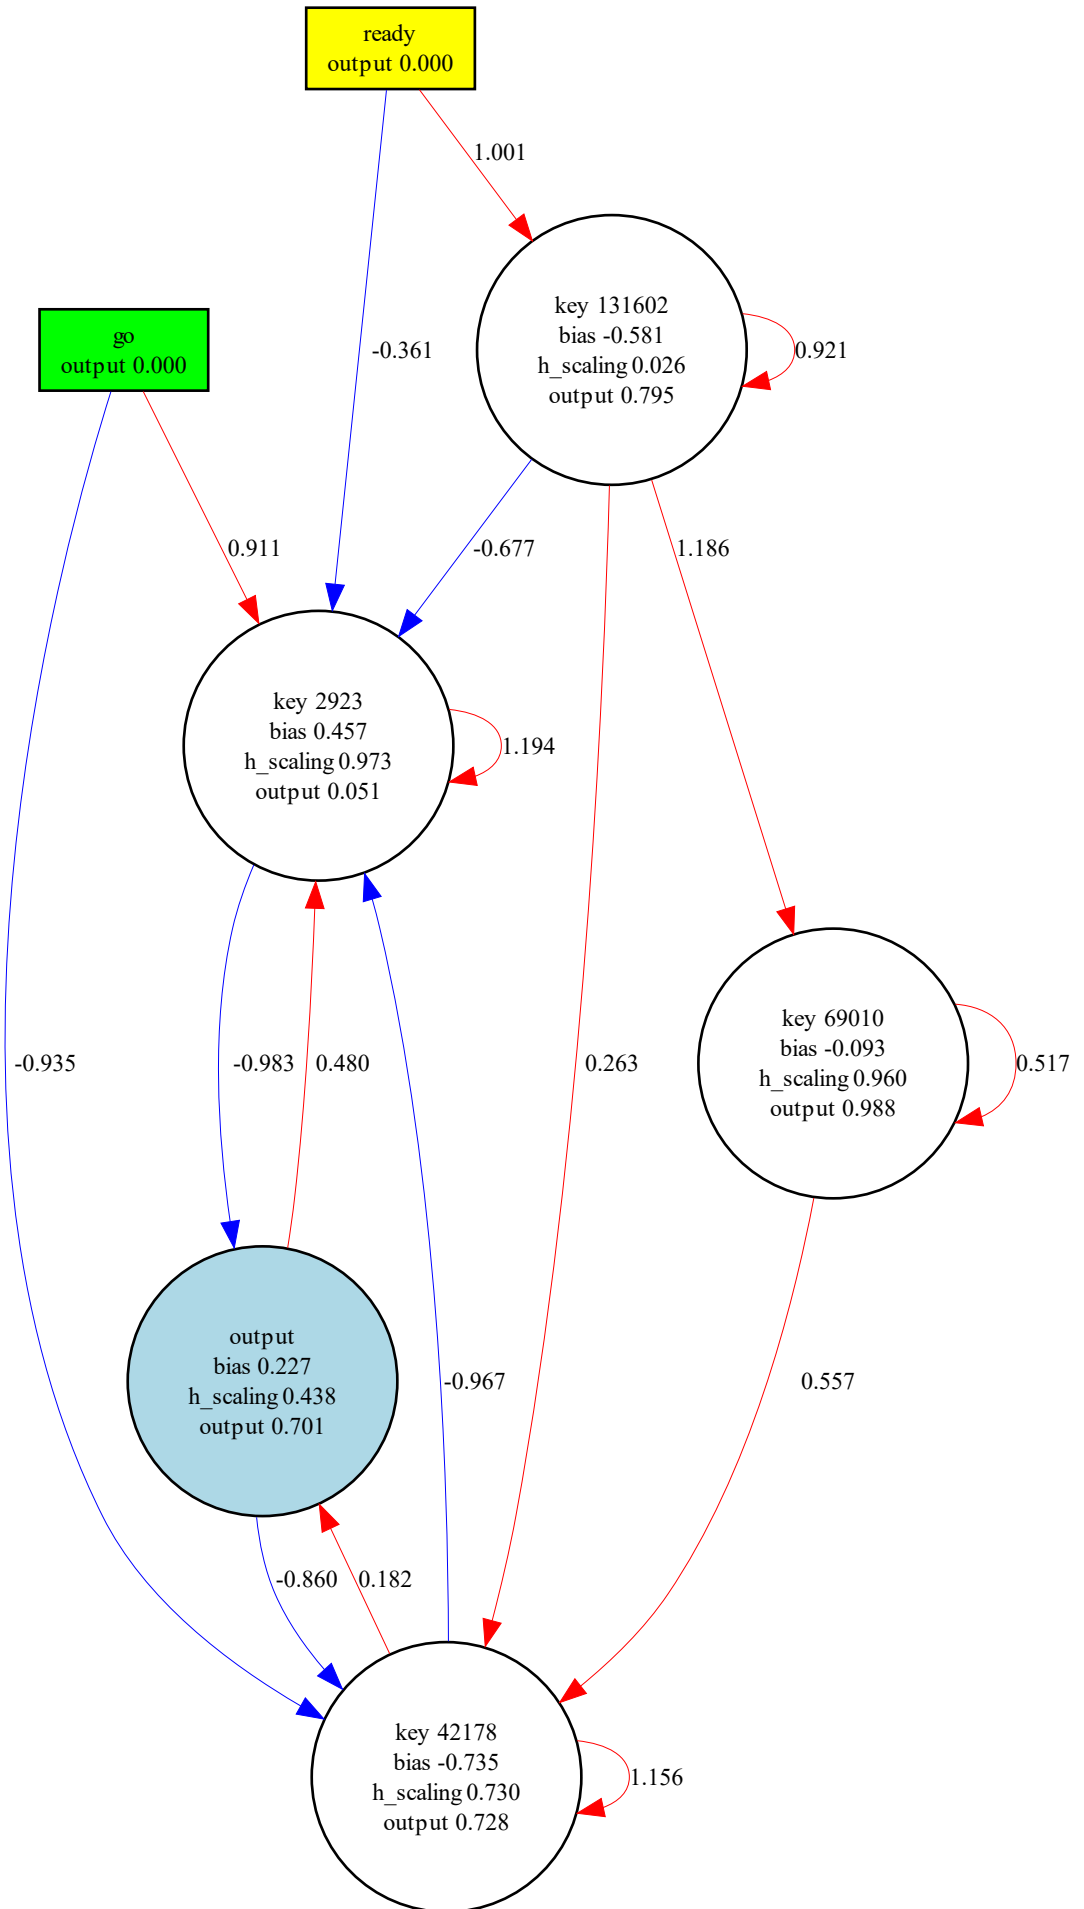 ready
output 0.000
1.001
go
output 0.000
-0.361
key 131602
bias -0.581
h_scaling 0.026
output 0.795
0.921
0.911
-0.677
1.186
key 2923
bias 0.457
h_scaling 0.973
output 0.051
1.194
-0.935
-0.983
0.480
0.263
key 69010
bias -0.093
h_scaling 0.960
output 0.988
0.517
output
bias 0.227
h_scaling 0.438
output 0.701
-0.967
0.557
-0.860
0.182
key 42178
bias -0.735
h_scaling 0.730
output 0.728
1.156